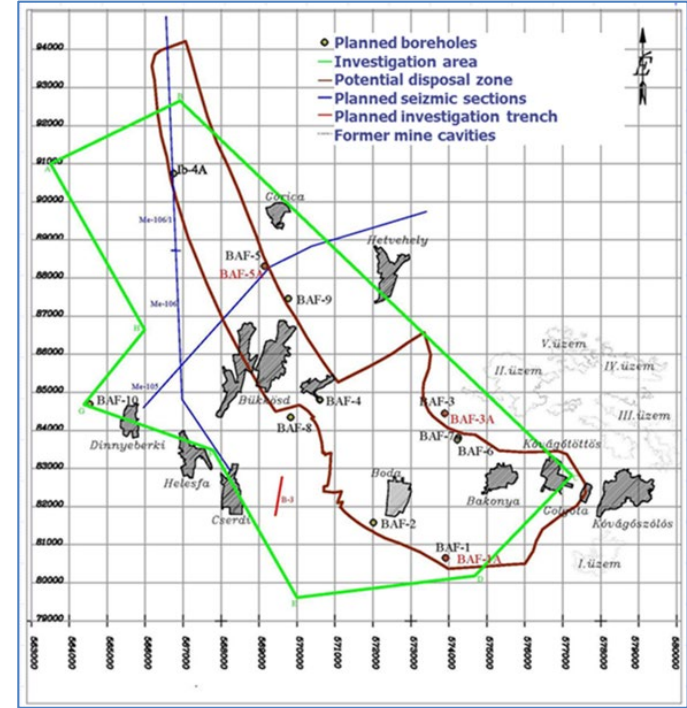 94000
93000
92000
91000
90000
89000
88000
87000
86000
85000
84000
83000
82000
81000
80000
79000
Planned boreholes
Investigation area
Potential disposal zone
Planned seizmic sections
Planned investigation trench
Former mine cavities
É
B
A
Ib-4A
Gorica
Me-106/1
Hetvehely
BAF-5
BAF-5A
BAF-9
Me-106
H
V.üzem
II.üzem
IV.üzem
Me-105
Bükkösd
BAF-10
G
BAF-4
BAF-3
BAF-3A
III.üzem
BAF-8
BAF-7
BAF-6
Dinnyeberki
Kővágótöttös
Helesfa
Boda
Bakonya
Cserdi
B-3
Golgota
Kővágószőlős
BAF-2
BAF-1
BAF-1A
I.üzem
D
E
563000
564000
565000
566000
567000
568000
569000
570000
571000
572000
573000
574000
575000
576000
577000
578000
579000
580000